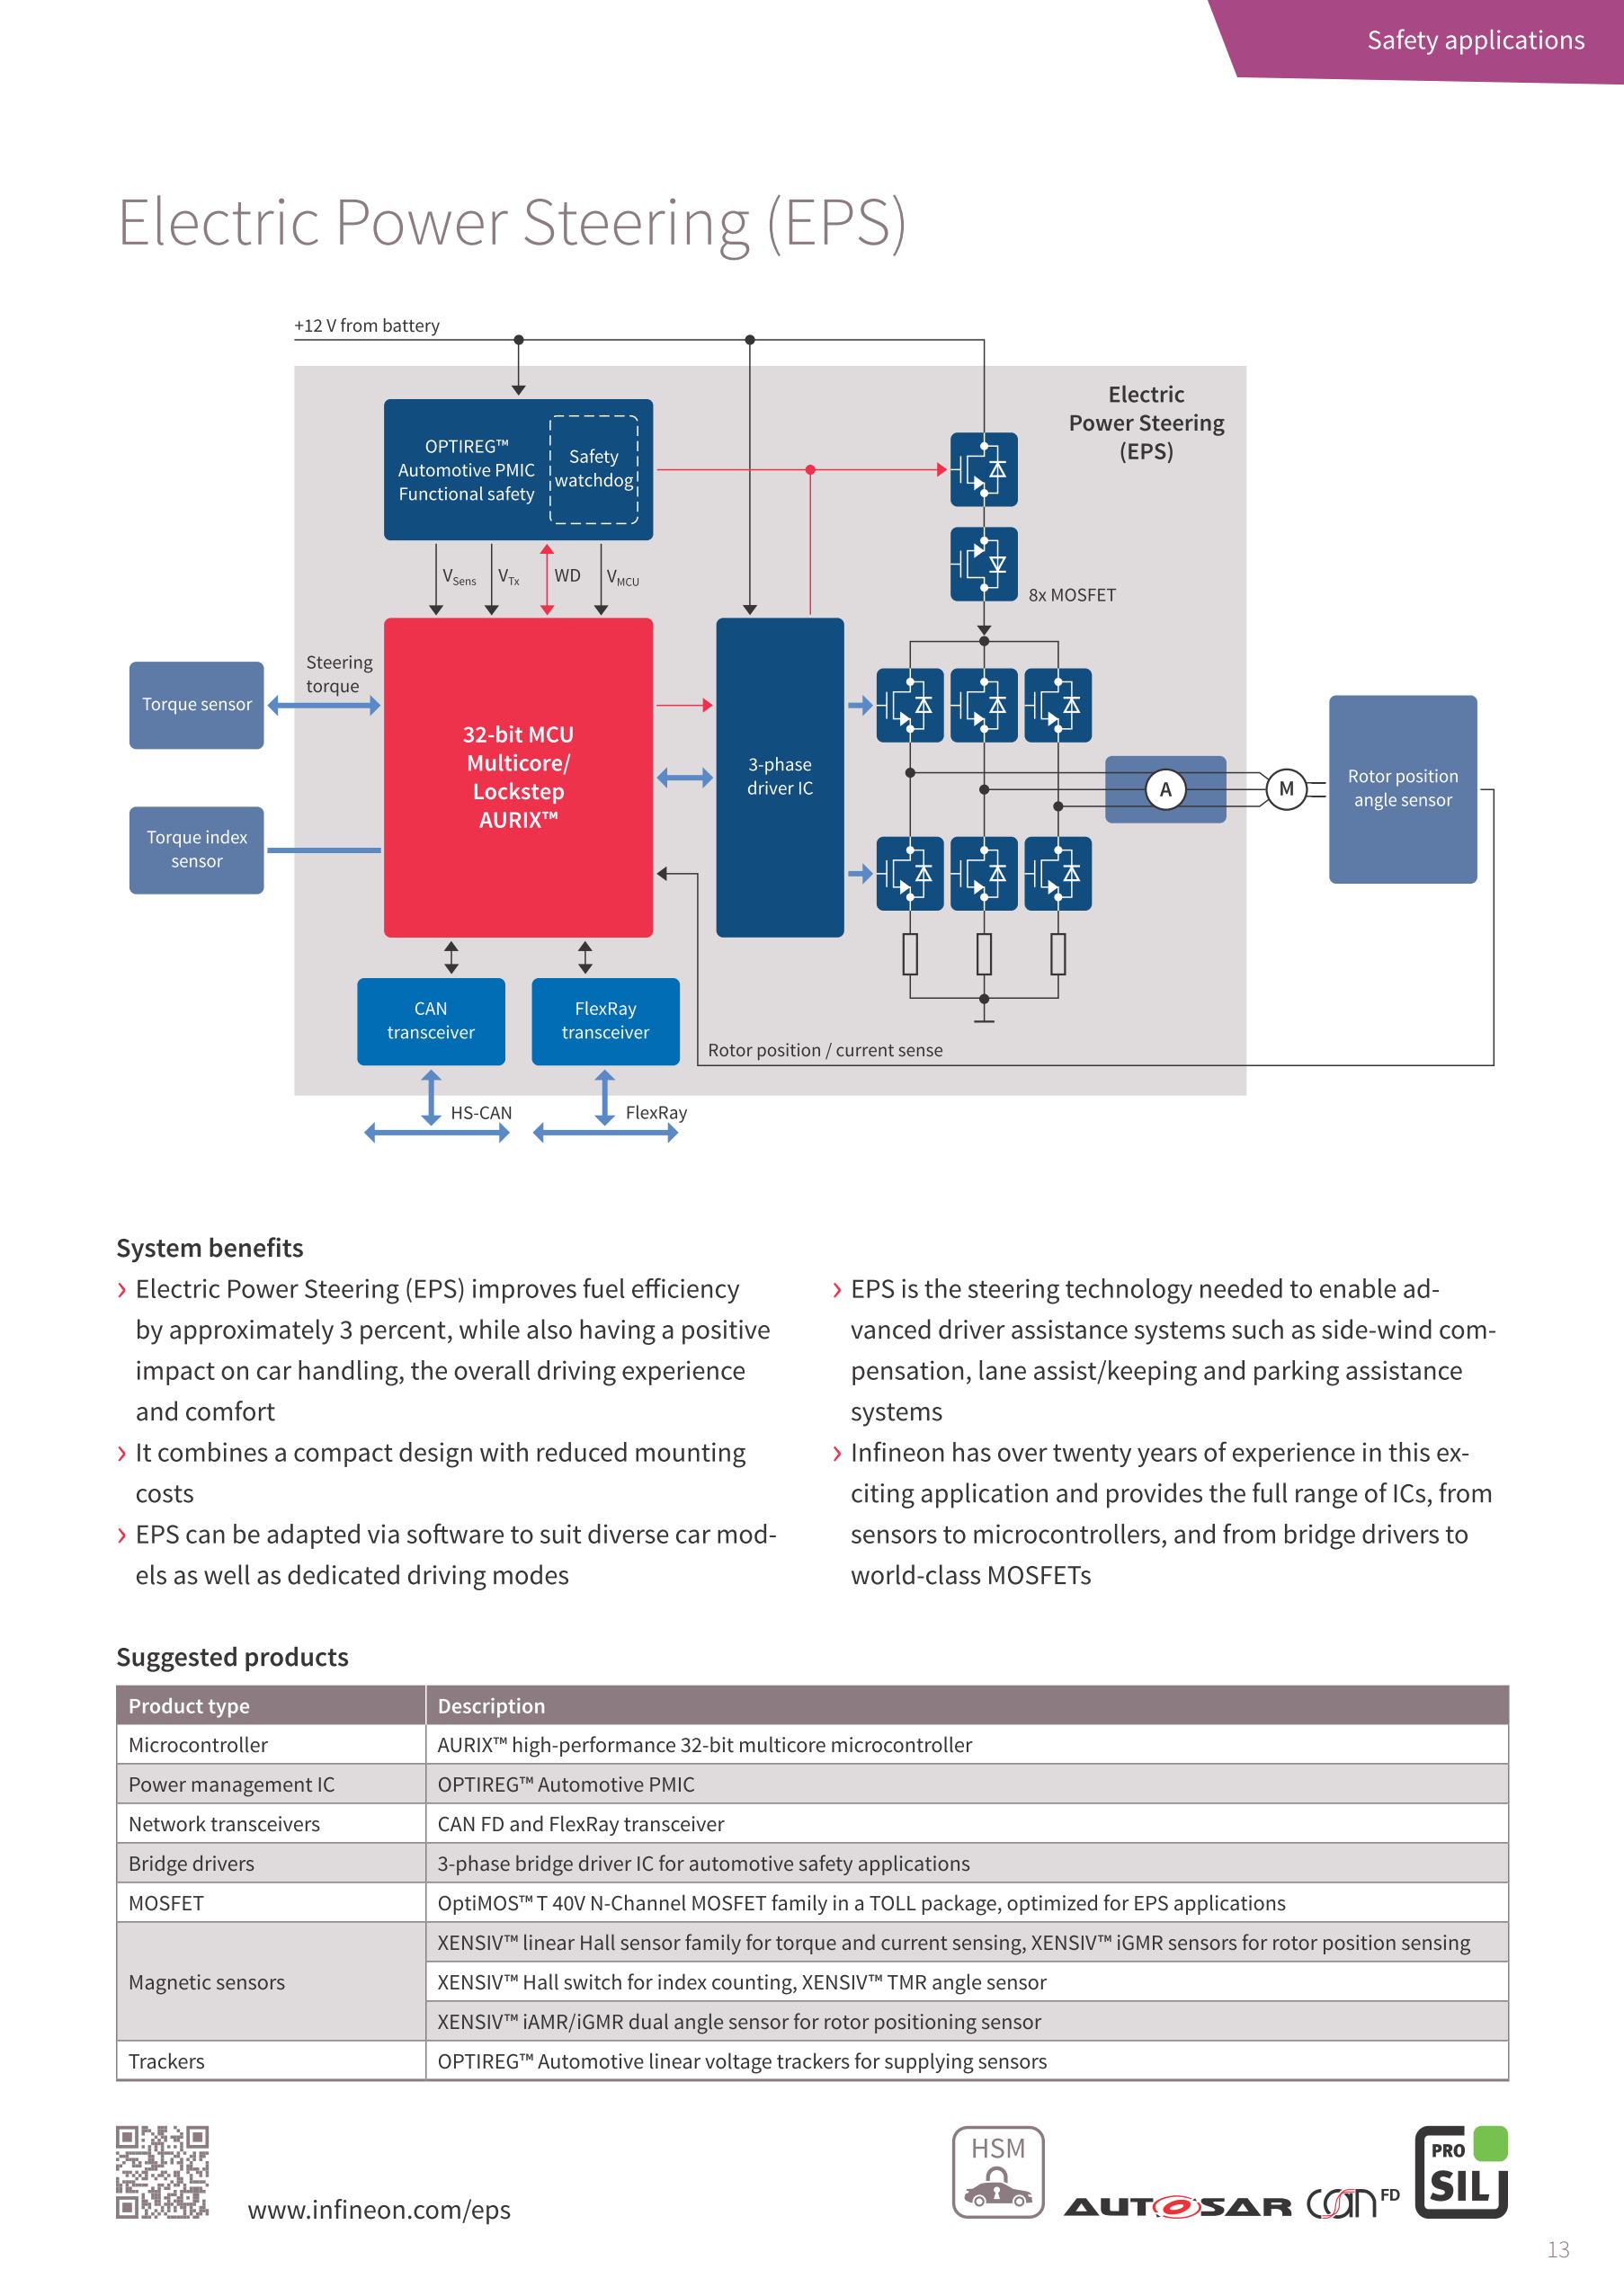 Safety applications
Electric Power Steering (EPS)
+12 V from battery
Electric
Power Steering
(EPS)
OPTIREG™
Automotive PMIC
Functional safety
Safety
watchdog
VSens
VTx
WD
VMCU
8x MOSFET
Steering
torque
Torque sensor
32-bit MCU
Multicore/
Lockstep
AURIX™
3-phase
driver IC
A
M
Rotor position
angle sensor
Torque index
sensor
CAN
transceiver
FlexRay
transceiver
Rotor position / current sense
HS-CAN
FlexRay
System benefits
› Electric Power Steering (EPS) improves fuel efficiency
by approximately 3 percent, while also having a positive
impact on car handling, the overall driving experience
and comfort
› It combines a compact design with reduced mounting
costs
› EPS can be adapted via software to suit diverse car mod-
els as well as dedicated driving modes
› EPS is the steering technology needed to enable ad-
vanced driver assistance systems such as side-wind com-
pensation, lane assist/keeping and parking assistance
systems
› Infineon has over twenty years of experience in this ex-
citing application and provides the full range of ICs, from
sensors to microcontrollers, and from bridge drivers to
world-class MOSFETs
Suggested products
Product type Description
Microcontroller AURIX™ high-performance 32-bit multicore microcontroller
Power management IC OPTIREG™ Automotive PMIC
Network transceivers CAN FD and FlexRay transceiver
Bridge drivers 3-phase bridge driver IC for automotive safety applications
MOSFET OptiMOS™ T 40V N-Channel MOSFET family in a TOLL package, optimized for EPS applications
Magnetic sensors XENSIV™ linear Hall sensor family for torque and current sensing, XENSIV™ iGMR sensors for rotor position sensing
XENSIV™ Hall switch for index counting, XENSIV™ TMR angle sensor
XENSIV™ iAMR/iGMR dual angle sensor for rotor positioning sensor
Trackers OPTIREG™ Automotive linear voltage trackers for supplying sensors
www.infineon.com/eps
HSM
AUTOSAR
CAN FD
PRO
SIL
13